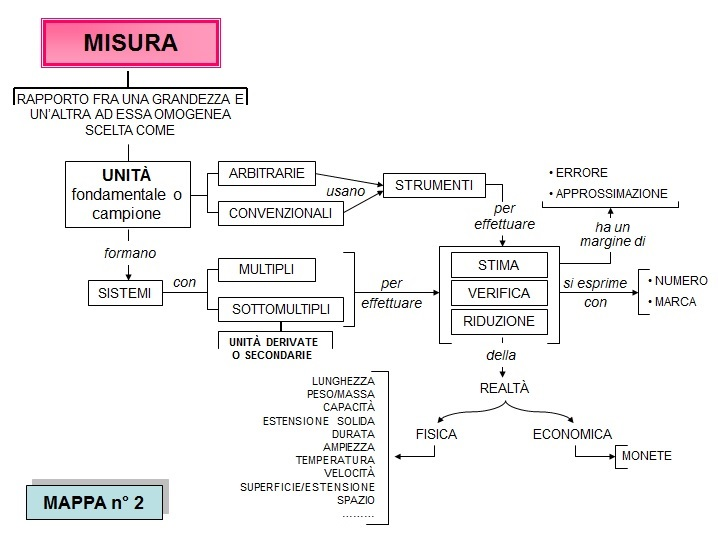 MISURA
RAPPORTO FRA UNA GRANDEZZA E
UN'ALTRA AD ESSA OMOGENEA
SCELTA COME
UNITÀ
fondamentale o
campione
ARBITRARIE
CONVENZIONALI
usano
STRUMENTI
per
effettuare
• ERRORE
• APPROSSIMAZIONE
ha un
margine di
formano
SISTEMI
con
MULTIPLI
SOTTOMULTIPLI
UNITÀ DERIVATE
O SECONDARIE
per
effettuare
STIMA
VERIFICA
RIDUZIONE
si esprime
con
• NUMERO
• MARCA
della
REALTÀ
FISICA
ECONOMICA
MONETE
LUNGHEZZA
PESO/MASSA
CAPACITÀ
ESTENSIONE SOLIDA
DURATA
AMPIEZZA
TEMPERATURA
VELOCITÀ
SUPERFICIE/ESTENSIONE
SPAZIO
………
MAPPA n° 2